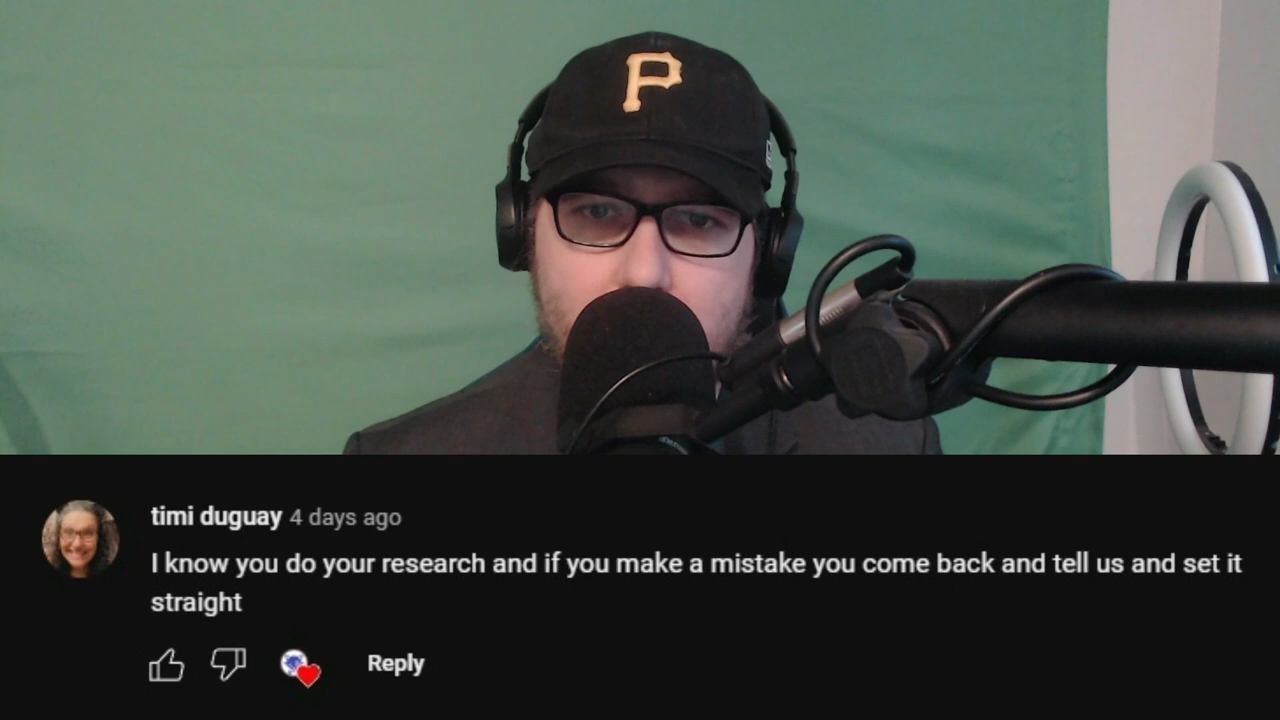 P
timi duguay 4 days ago
I know you do your research and if you make a mistake you come back and tell us and set it
straight
Reply